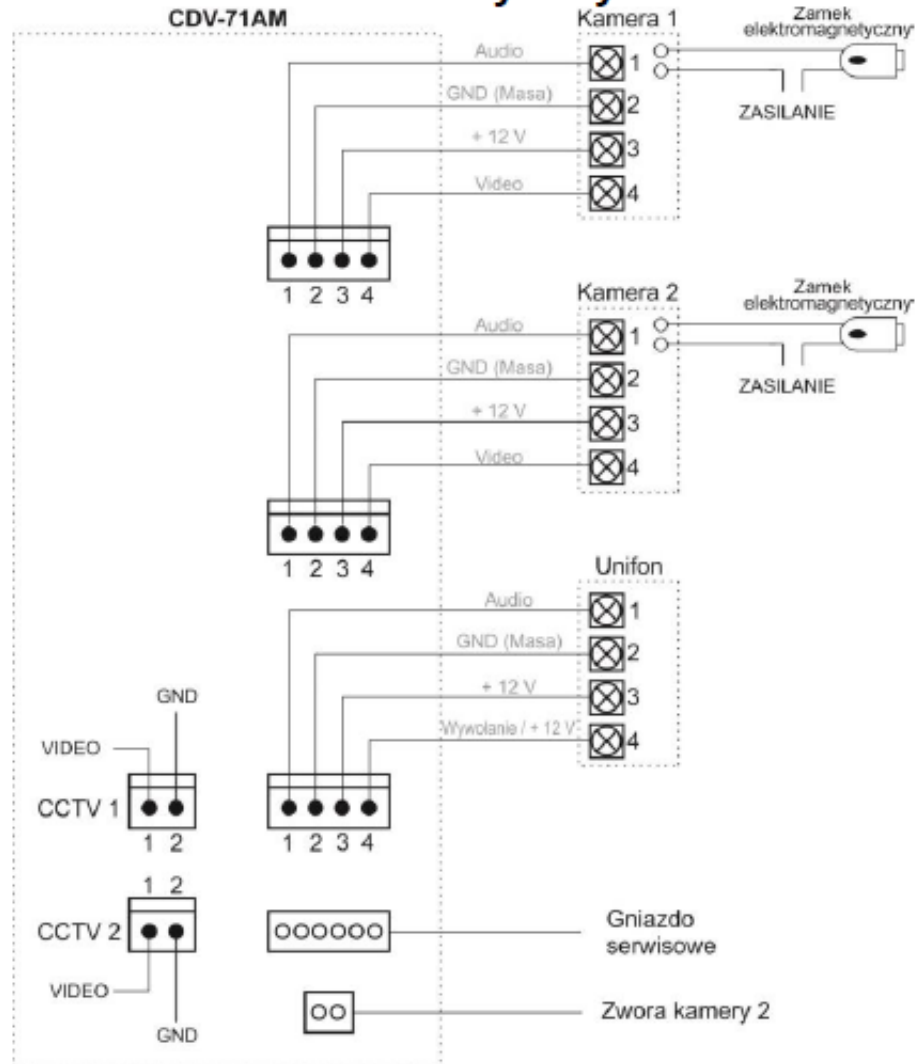 CDV-71AM
Kamera 1
Zamek
elektromagnetyczny
Audio
1
GND (Masa)
2
ZASILANIE
+ 12 V
3
Video
4
1 2 3 4
Kamera 2
Zamek
elektromagnetyczny
Audio
1
GND (Masa)
2
ZASILANIE
+ 12 V
3
Video
4
1 2 3 4
Unifon
Audio
1
GND (Masa)
2
+ 12 V
3
Wywołanie / + 12 V
4
GND
VIDEO
CCTV 1
1 2
1 2 3 4
1 2
CCTV 2
VIDEO
GND
Gniazdo
serwisowe
Zwora kamery 2